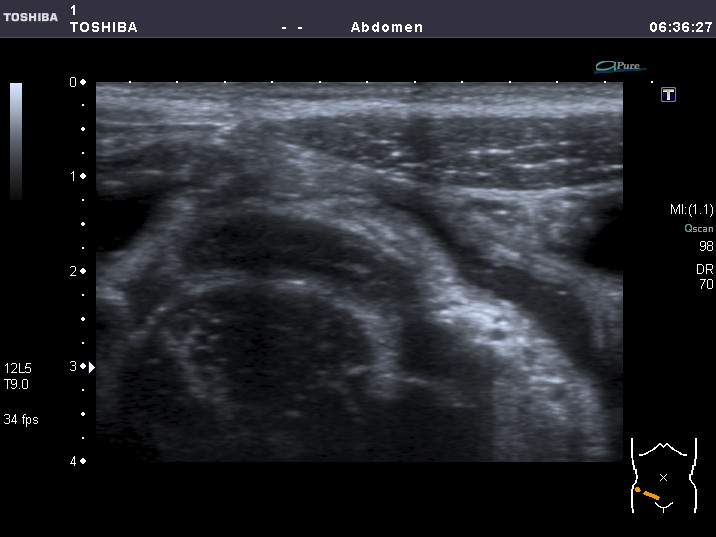 TOSHIBA
1
TOSHIBA - - Abdomen 06:36:27
Pure
T
0
1
2
3
4
MI:(1.1)
Qscan
98
DR
70
12L5
T9.0
34 fps